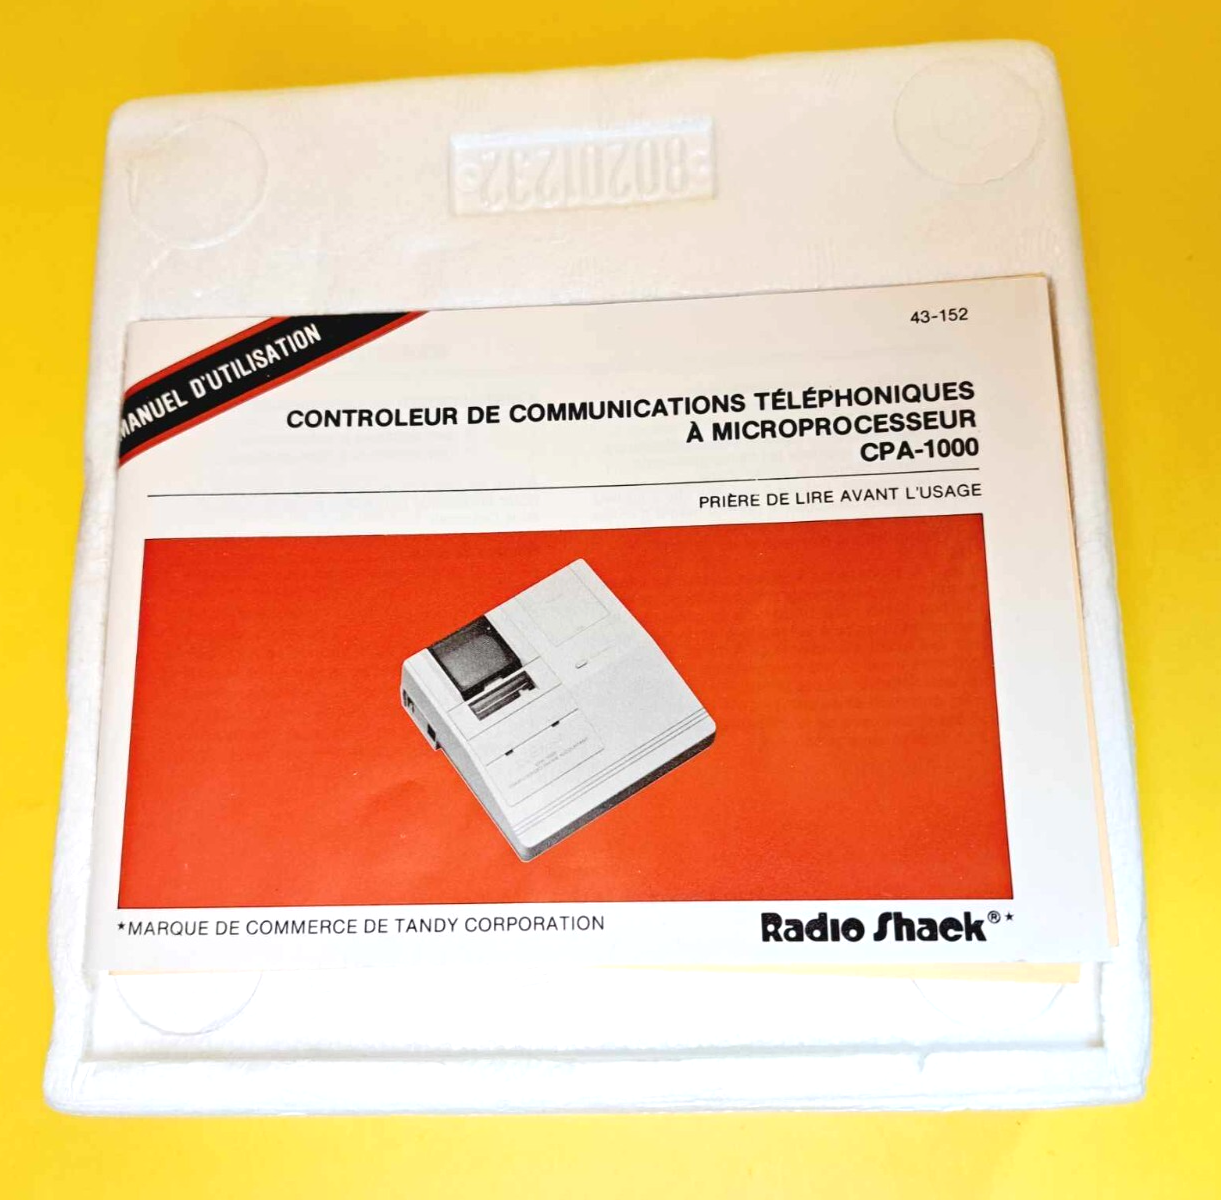 80201232
43-152
MANUEL D'UTILISATION
CONTROLEUR DE COMMUNICATIONS TÉLÉPHONIQUES
À MICROPROCESSEUR
CPA-1000
PRIÈRE DE LIRE AVANT L'USAGE
*MARQUE DE COMMERCE DE TANDY CORPORATION
Radio Shack®*